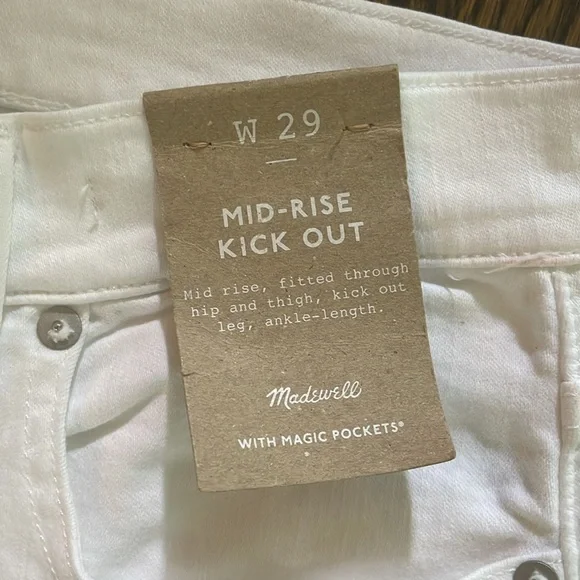 W 29
MID-RISE
KICK OUT
Mid rise, fitted through
hip and thigh, kick out
leg, ankle-length.
Madewell
WITH MAGIC POCKETS®